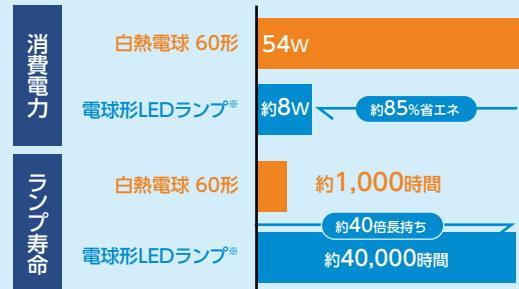 消費電力
白熱電球 60形
54W
電球形LEDランプ※
約8W
約85%省エネ
ランプ寿命
白熱電球 60形
約1,000時間
約40倍長持ち
電球形LEDランプ※
約40,000時間